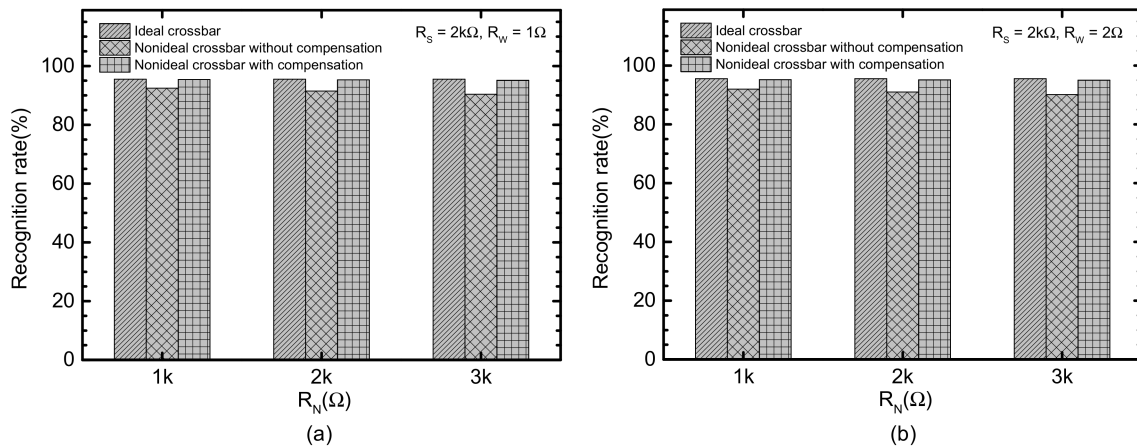 Ideal crossbar
Nonideal crossbar without compensation
Nonideal crossbar with compensation
R_S = 2kΩ, R_W = 1Ω
100
80
60
40
20
0
Recognition rate(%)
1k 2k 3k
R_N(Ω)
(a)
Ideal crossbar
Nonideal crossbar without compensation
Nonideal crossbar with compensation
R_S = 2kΩ, R_W = 2Ω
100
80
60
40
20
0
Recognition rate(%)
1k 2k 3k
R_N(Ω)
(b)